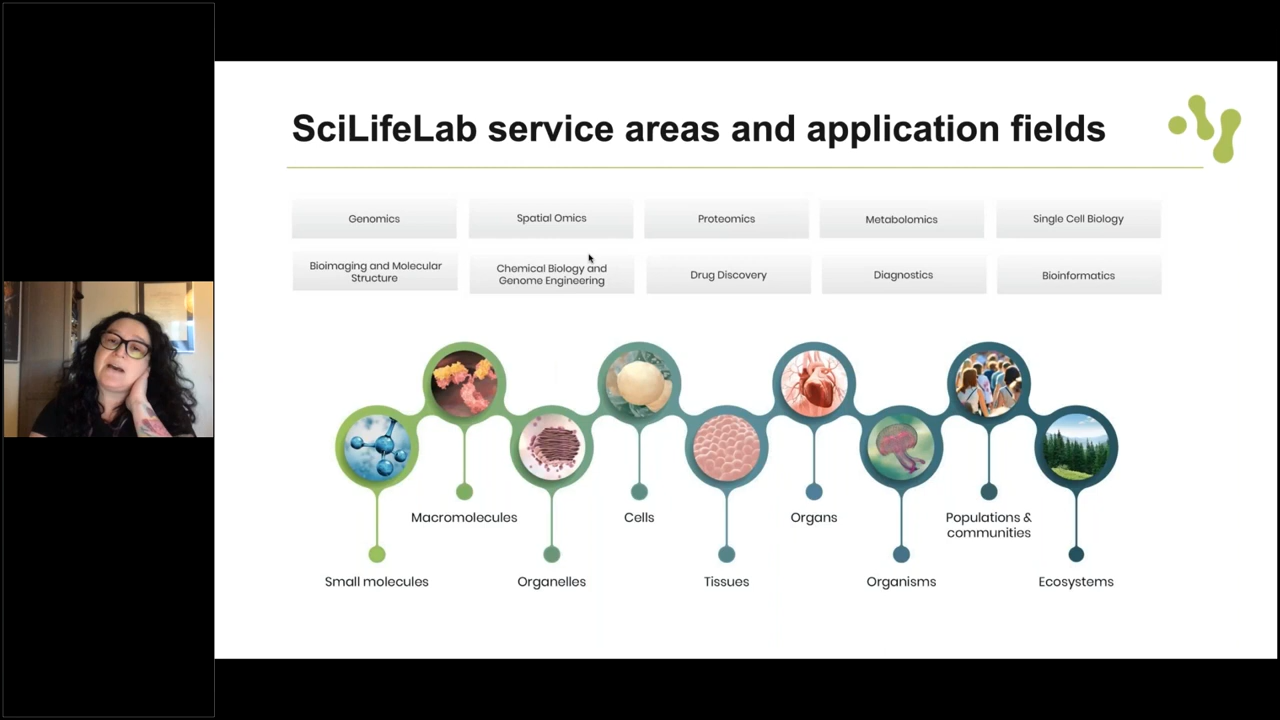 SciLifeLab service areas and application fields
Genomics
Spatial Omics
Proteomics
Metabolomics
Single Cell Biology
Bioimaging and Molecular
Structure
Chemical Biology and
Genome Engineering
Drug Discovery
Diagnostics
Bioinformatics
Macromolecules
Cells
Organs
Populations &
communities
Small molecules
Organelles
Tissues
Organisms
Ecosystems